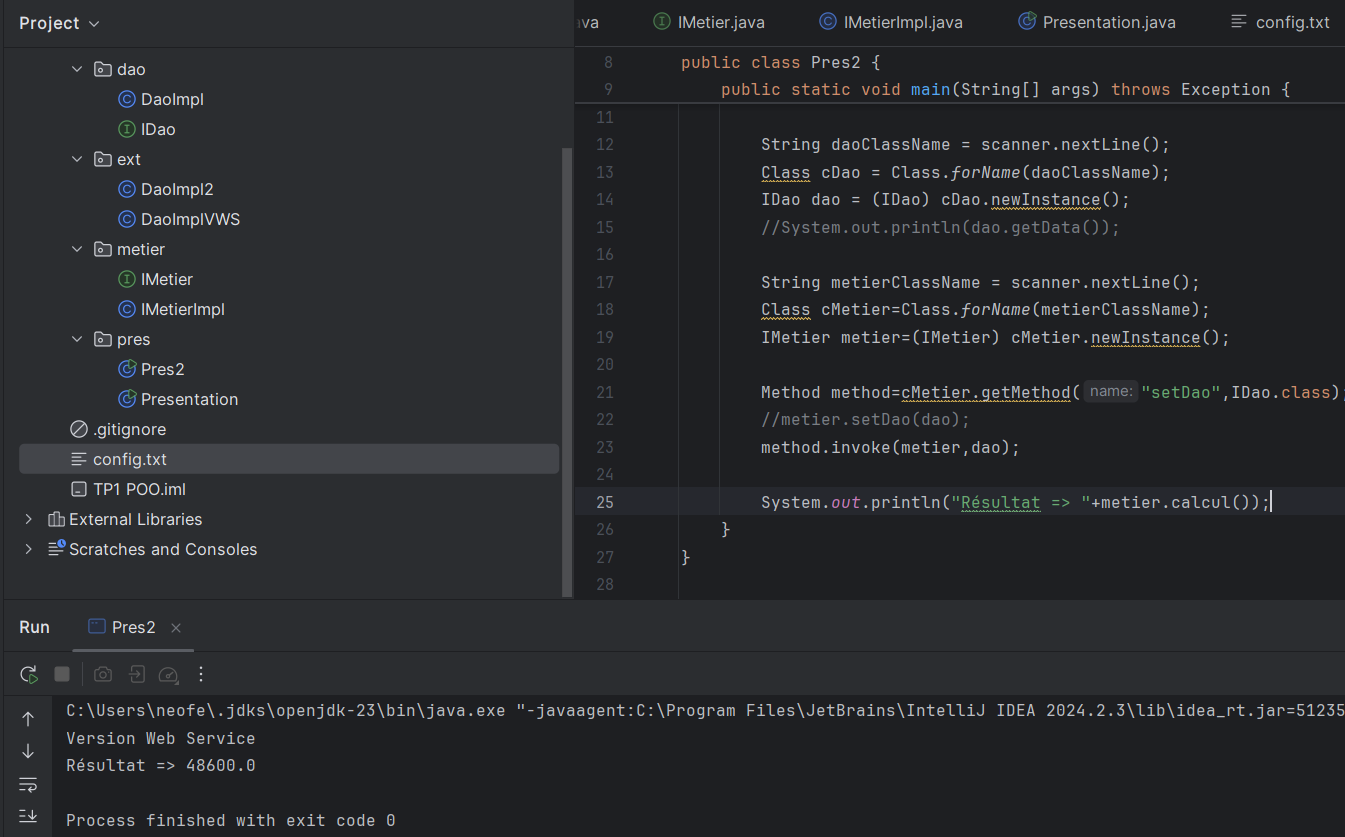 Project
dao
DaoImpl
IDao
ext
DaoImpl2
DaoImplVWS
metier
IMetier
IMetierImpl
pres
Pres2
Presentation
.gitignore
config.txt
TP1 POO.iml
External Libraries
Scratches and Consoles
ava IMetier.java IMetierImpl.java Presentation.java config.txt
8 public class Pres2 {
9 public static void main(String[] args) throws Exception {
11
12 String daoClassName = scanner.nextLine();
13 Class cDao = Class.forName(daoClassName);
14 IDao dao = (IDao) cDao.newInstance();
15 //System.out.println(dao.getData());
16
17 String metierClassName = scanner.nextLine();
18 Class cMetier=Class.forName(metierClassName);
19 IMetier metier=(IMetier) cMetier.newInstance();
20
21 Method method=cMetier.getMethod( name: "setDao",IDao.class);
22 //metier.setDao(dao);
23 method.invoke(metier,dao);
24
25 System.out.println("Résultat => "+metier.calcul());
26 }
27 }
28
Run Pres2
C:\Users\neofe\.jdks\openjdk-23\bin\java.exe "-javaagent:C:\Program Files\JetBrains\IntelliJ IDEA 2024.2.3\lib\idea_rt.jar=51235
Version Web Service
Résultat => 48600.0
Process finished with exit code 0